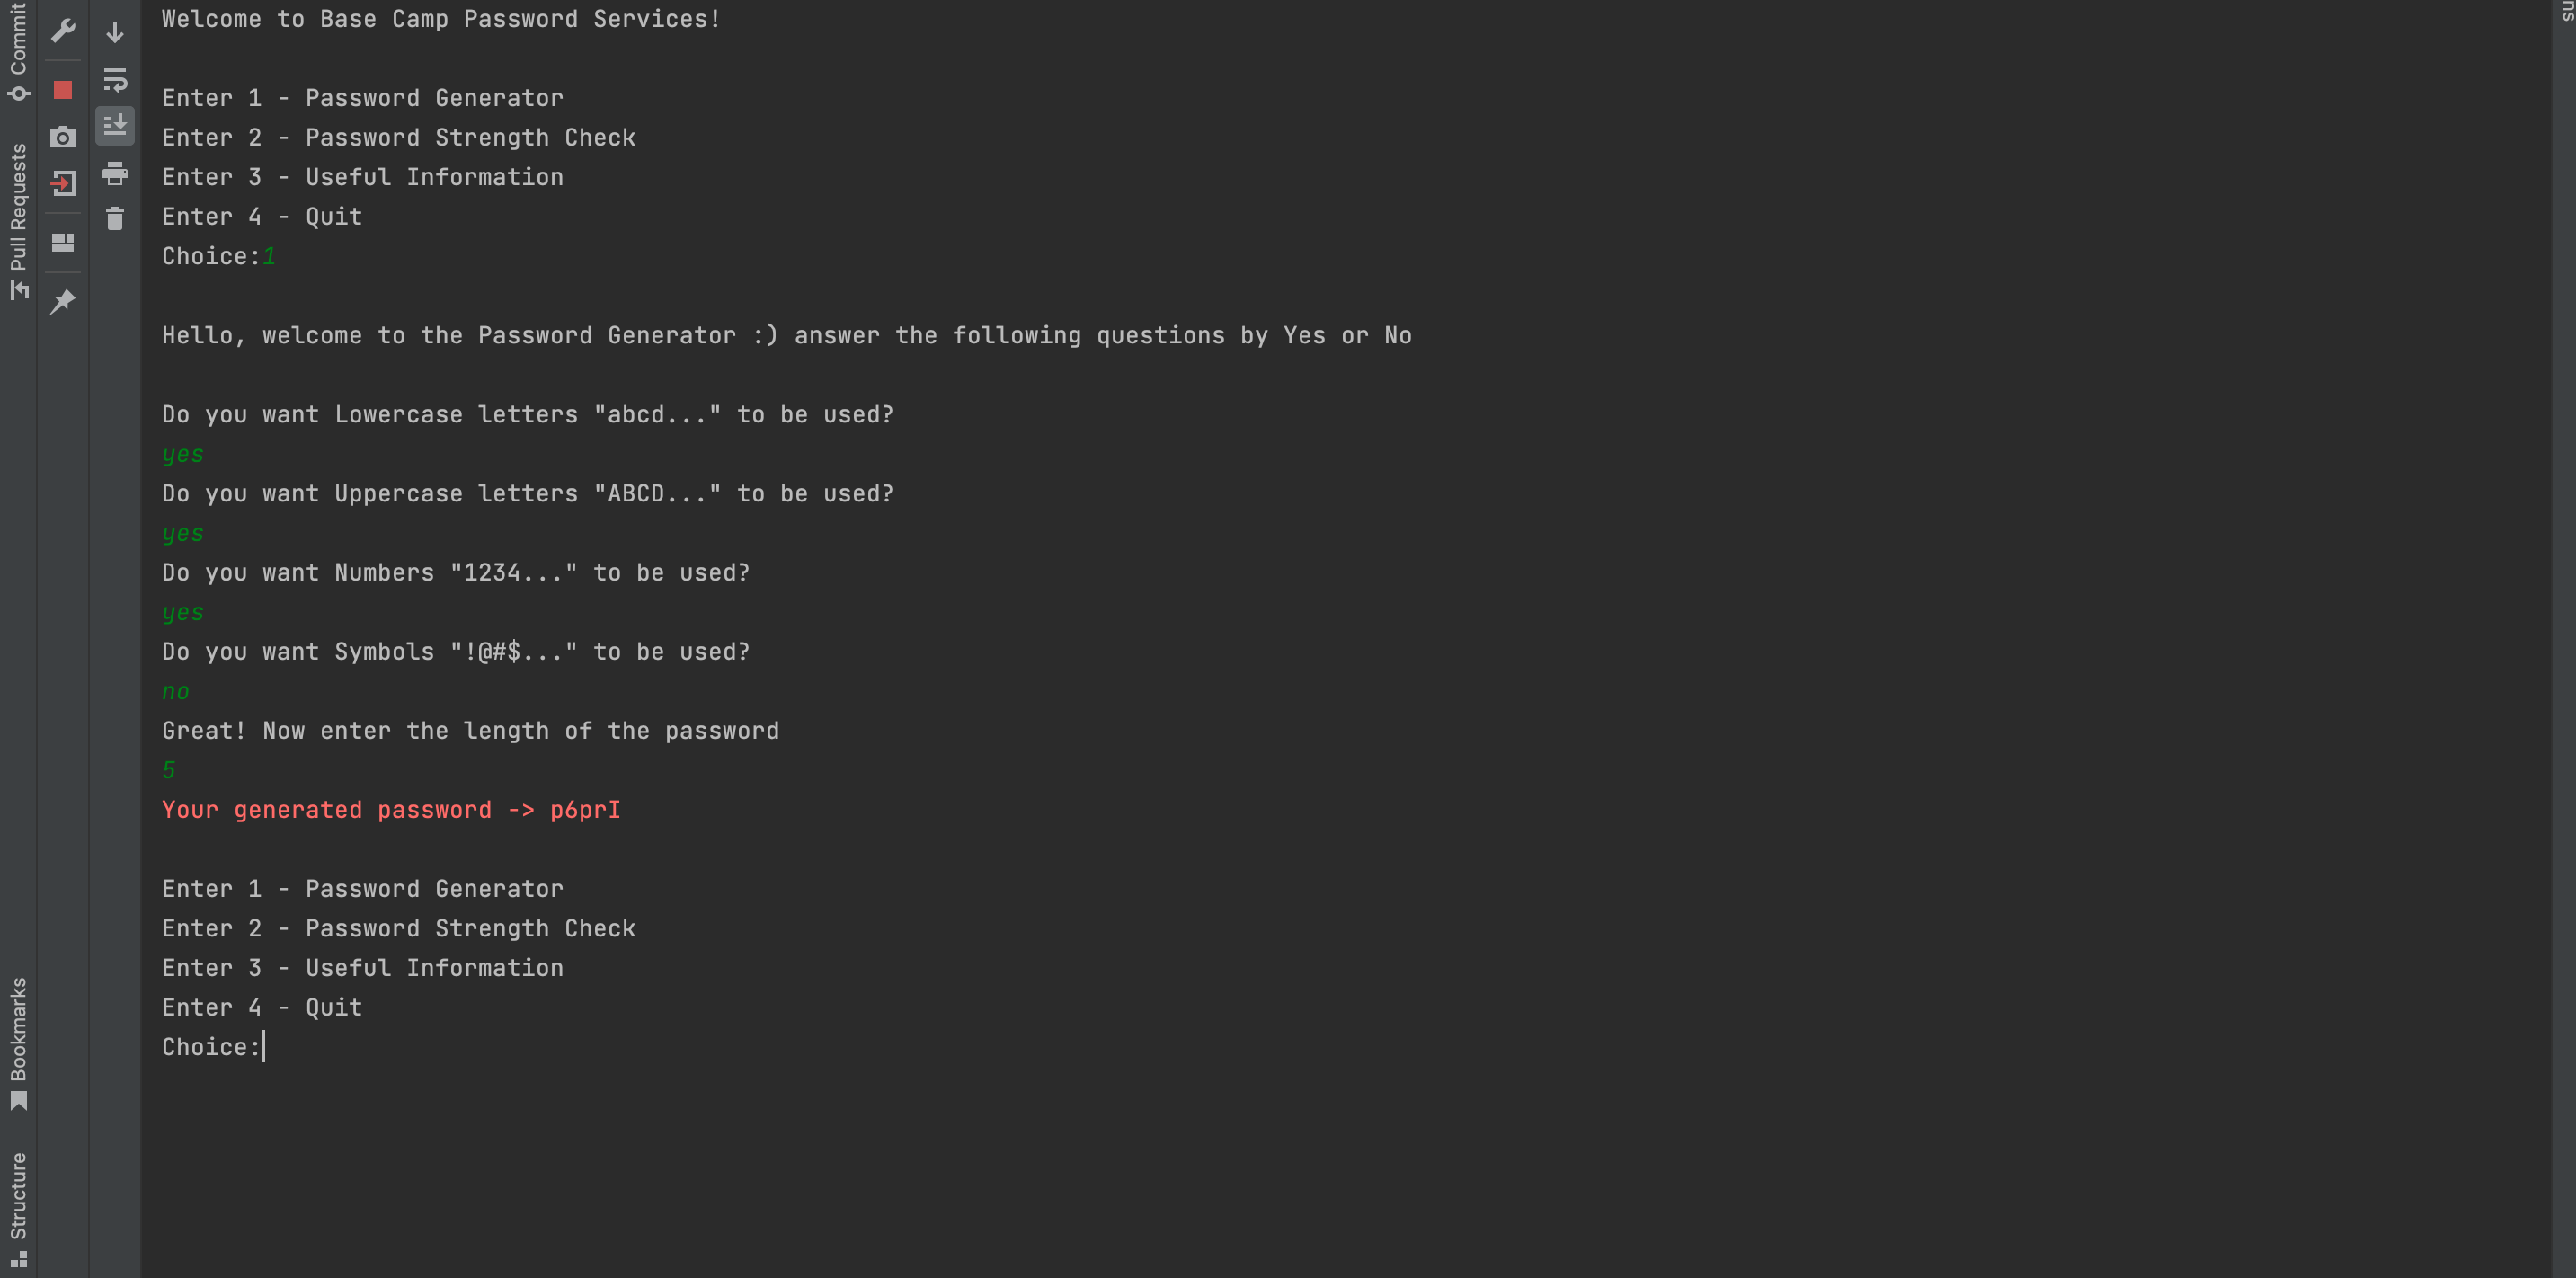 Commit
Pull Requests
Bookmarks
Structure
Welcome to Base Camp Password Services!
Enter 1 - Password Generator
Enter 2 - Password Strength Check
Enter 3 - Useful Information
Enter 4 - Quit
Choice:1
Hello, welcome to the Password Generator :) answer the following questions by Yes or No
Do you want Lowercase letters "abcd..." to be used?
yes
Do you want Uppercase letters "ABCD..." to be used?
yes
Do you want Numbers "1234..." to be used?
yes
Do you want Symbols "!@#$..." to be used?
no
Great! Now enter the length of the password
5
Your generated password -> p6prI
Enter 1 - Password Generator
Enter 2 - Password Strength Check
Enter 3 - Useful Information
Enter 4 - Quit
Choice: